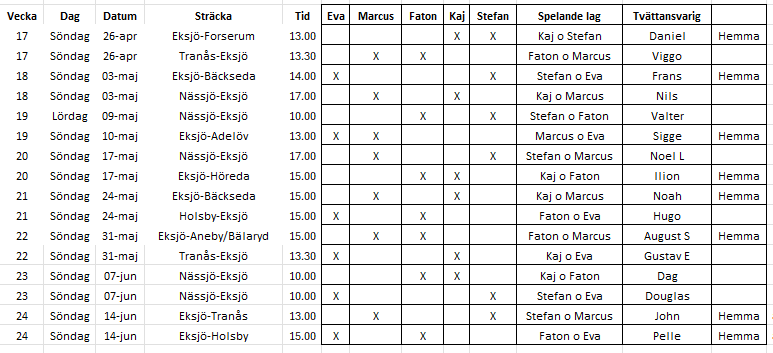 Vecka Dag Datum Sträcka Tid Eva Marcus Faton Kaj Stefan Spelande lag Tvättansvarig
17 Söndag 26-apr Eksjö-Forserum 13.00 X X Kaj o Stefan Daniel Hemma
17 Söndag 26-apr Tranås-Eksjö 13.30 X X Faton o Marcus Viggo
18 Söndag 03-maj Eksjö-Bäckseda 14.00 X X Stefan o Eva Frans Hemma
18 Söndag 03-maj Nässjö-Eksjö 17.00 X X Kaj o Marcus Nils
19 Lördag 09-maj Nässjö-Eksjö 10.00 X X Stefan o Faton Valter
19 Söndag 10-maj Eksjö-Adelöv 13.00 X X Marcus o Eva Sigge Hemma
20 Söndag 17-maj Nässjö-Eksjö 17.00 X X Stefan o Marcus Noel L
20 Söndag 17-maj Eksjö-Höreda 15.00 X X Kaj o Faton Ilion Hemma
21 Söndag 24-maj Eksjö-Bäckseda 15.00 X X Kaj o Marcus Noah Hemma
21 Söndag 24-maj Holsby-Eksjö 15.00 X X Faton o Eva Hugo
22 Söndag 31-maj Eksjö-Aneby/Bälaryd 15.00 X X Faton o Marcus August S Hemma
22 Söndag 31-maj Tranås-Eksjö 13.30 X X Kaj o Eva Gustav E
23 Söndag 07-jun Nässjö-Eksjö 10.00 X X Kaj o Faton Dag
23 Söndag 07-jun Nässjö-Eksjö 10.00 X X Stefan o Eva Douglas
24 Söndag 14-jun Eksjö-Tranås 13.00 X X Stefan o Marcus John Hemma
24 Söndag 14-jun Eksjö-Holsby 15.00 X X Faton o Eva Pelle Hemma